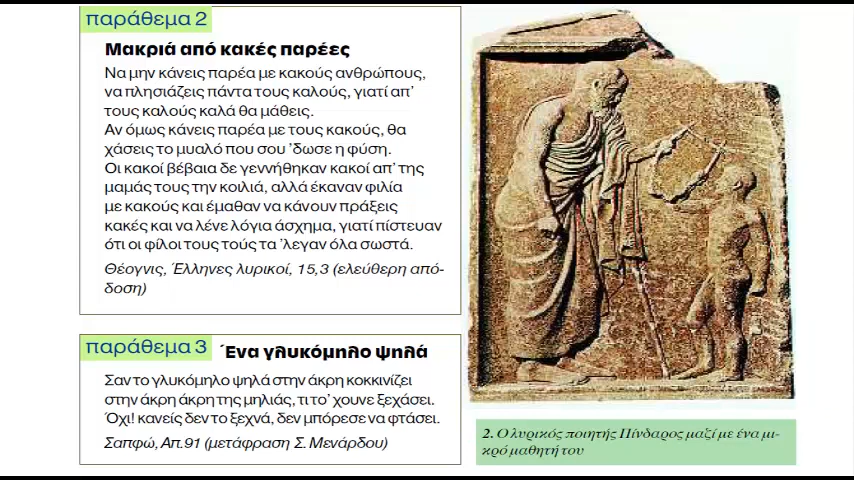 παράθεμα 2
Μακριά από κακές παρέες
Να μην κάνεις παρέα με κακούς ανθρώπους,
να πλησιάζεις πάντα τους καλούς, γιατί απ'
τους καλούς καλά θα μάθεις.
Αν όμως κάνεις παρέα με τους κακούς, θα
χάσεις το μυαλό που σου 'δωσε η φύση.
Οι κακοί βέβαια δε γεννήθηκαν κακοί απ' της
μαμάς τους την κοιλιά, αλλά έκαναν φιλία
με κακούς και έμαθαν να κάνουν πράξεις
κακές και να λένε λόγια άσχημα, γιατί πίστευαν
ότι οι φίλοι τους τούς τα 'λεγαν όλα σωστά.
Θέογνις, Έλληνες λυρικοί, 15,3 (ελεύθερη από-
δοση)
παράθεμα 3
Ένα γλυκόμηλο ψηλά
Σαν το γλυκόμηλο ψηλά στην άκρη κοκκινίζει
στην άκρη άκρη της μηλιάς, τι το' χουνε ξεχάσει.
Όχι! κανείς δεν το ξεχνά, δεν μπόρεσε να φτάσει.
Σαπφώ, Απ.91 (μετάφραση Σ. Μενάρδου)
2. Ο λυρικός ποιητής Πίνδαρος μαζί με ένα μι-
κρό μαθητή του